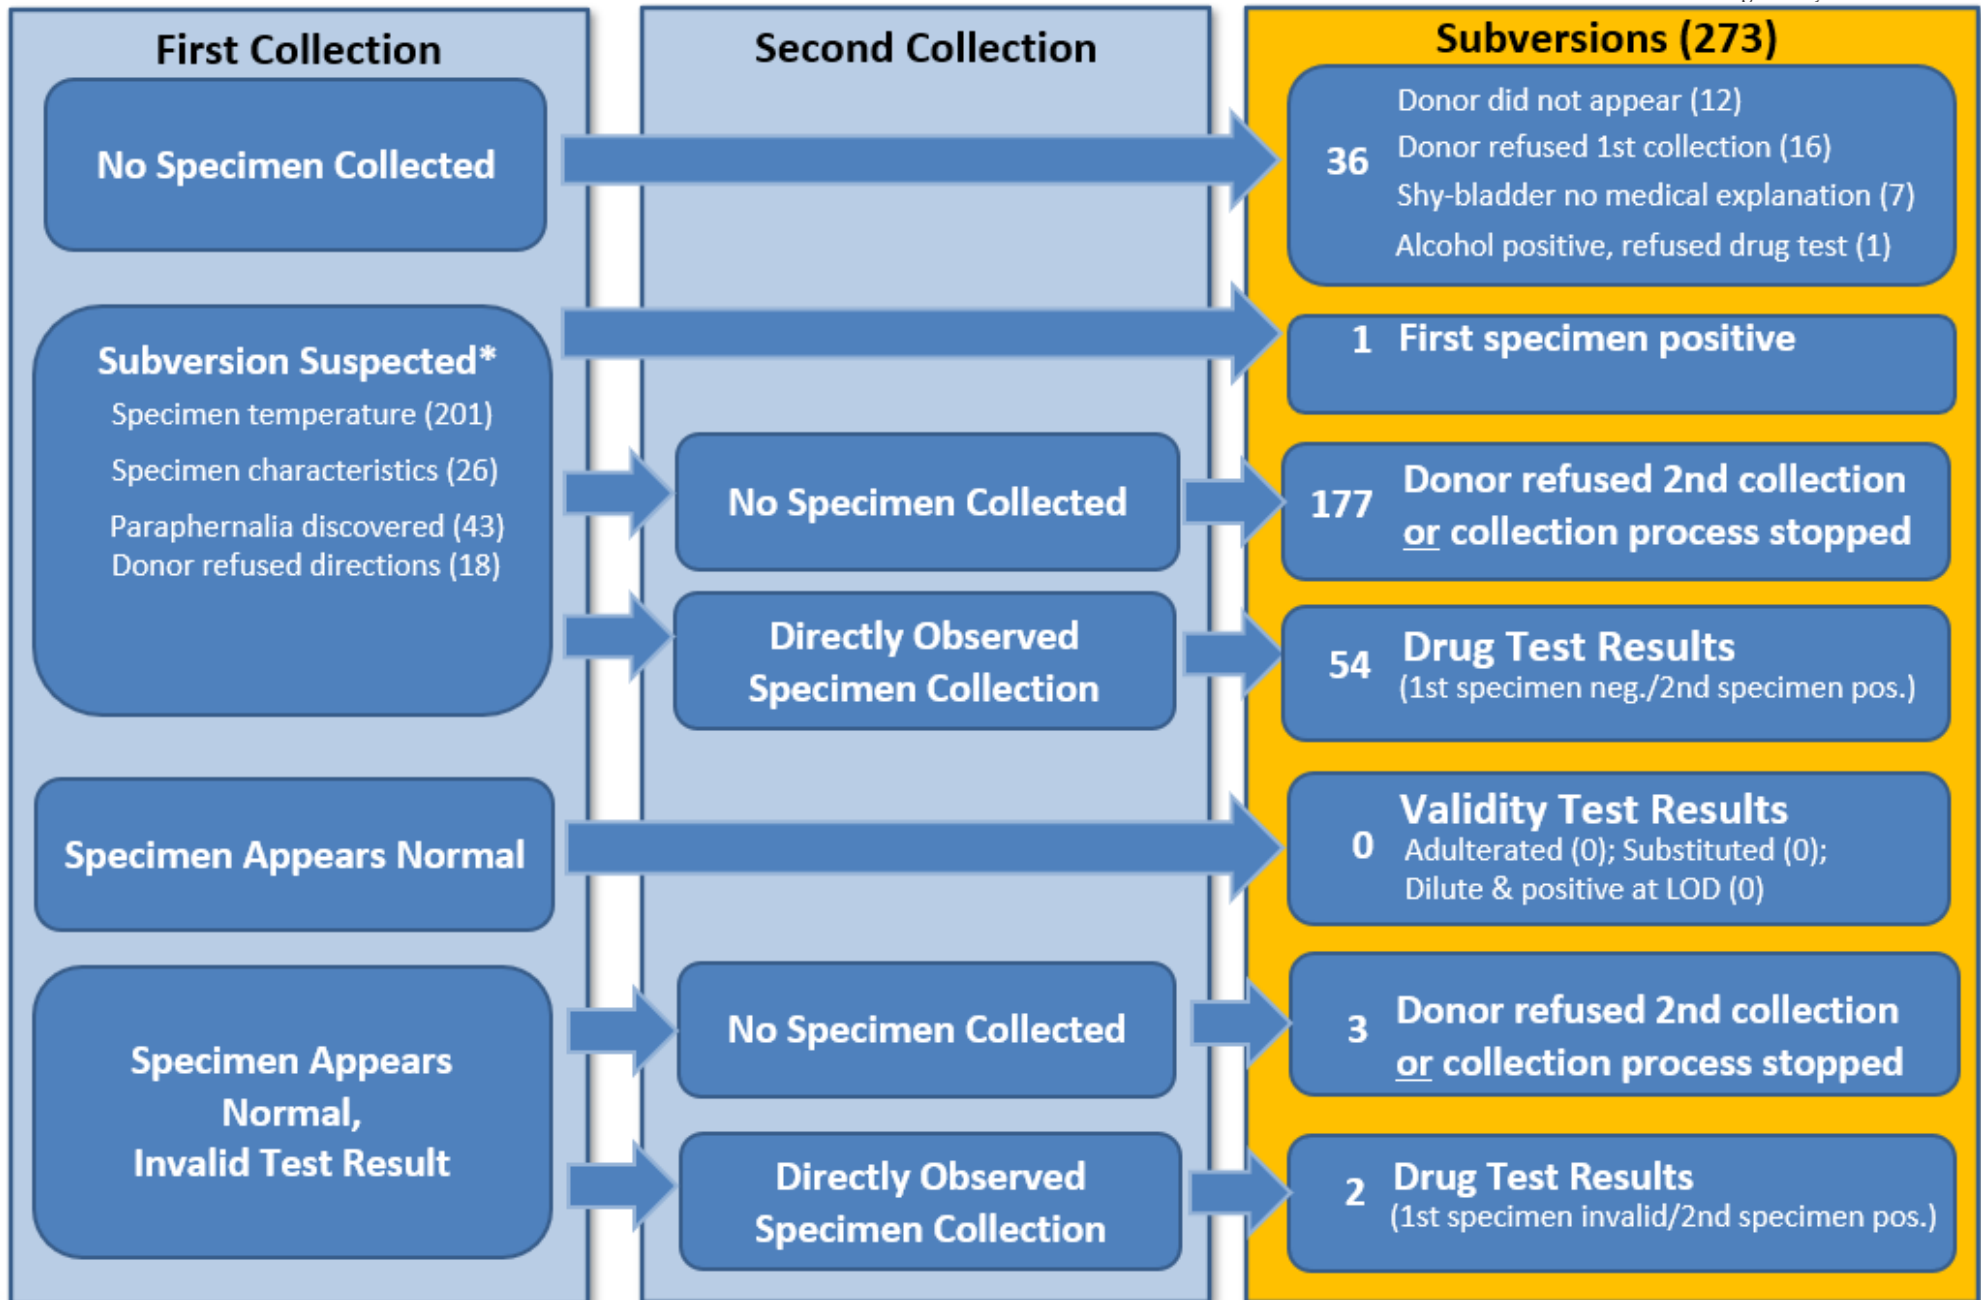 First Collection
Second Collection
Subversions (273)
No Specimen Collected
36
Donor did not appear (12)
Donor refused 1st collection (16)
Shy-bladder no medical explanation (7)
Alcohol positive, refused drug test (1)
Subversion Suspected*
Specimen temperature (201)
Specimen characteristics (26)
Paraphernalia discovered (43)
Donor refused directions (18)
1 First specimen positive
No Specimen Collected
177
Donor refused 2nd collection
or collection process stopped
Directly Observed
Specimen Collection
54
Drug Test Results
(1st specimen neg./2nd specimen pos.)
Specimen Appears Normal
0
Validity Test Results
Adulterated (0); Substituted (0);
Dilute & positive at LOD (0)
Specimen Appears
Normal,
Invalid Test Result
No Specimen Collected
3
Donor refused 2nd collection
or collection process stopped
Directly Observed
Specimen Collection
2
Drug Test Results
(1st specimen invalid/2nd specimen pos.)